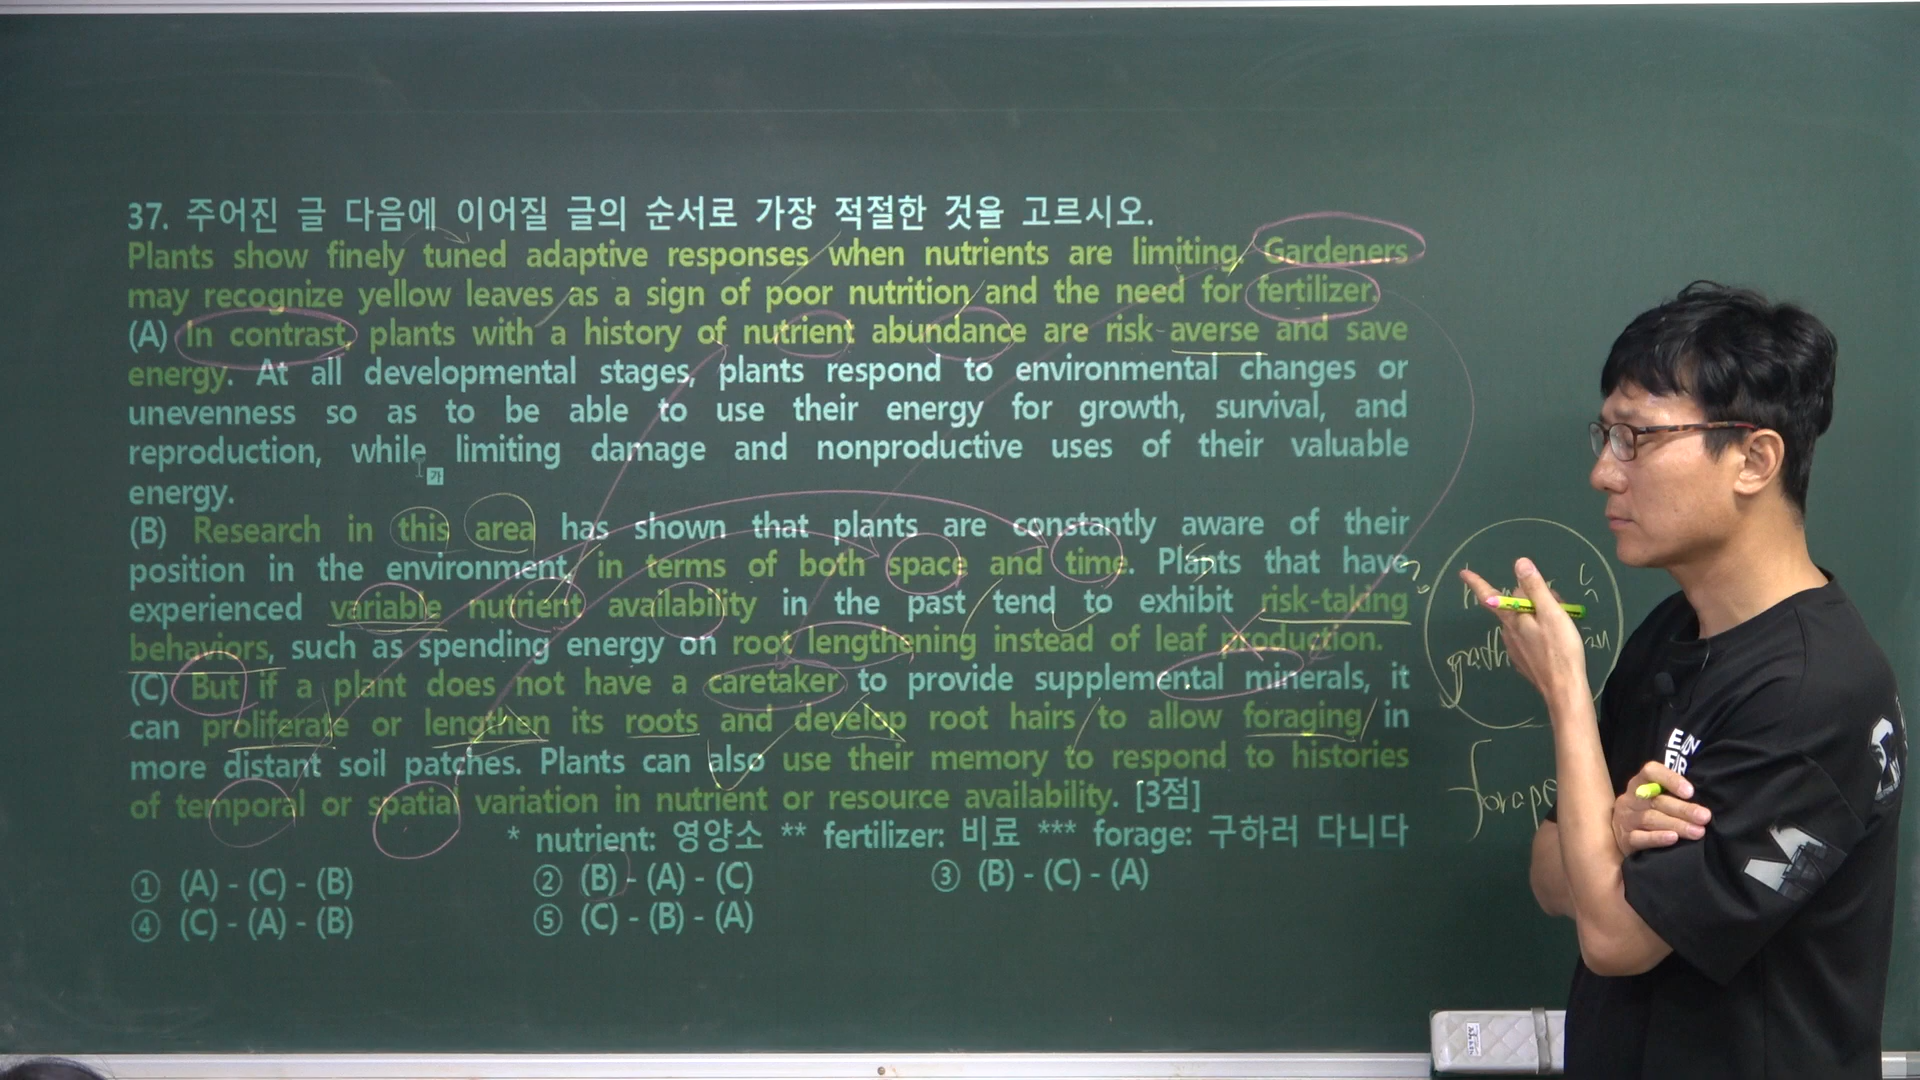 37. 주어진 글 다음에 이어질 글의 순서로 가장 적절한 것을 고르시오.
Plants show finely tuned adaptive responses when nutrients are limiting. Gardeners
may recognize yellow leaves as a sign of poor nutrition and the need for fertilizer.
(A) In contrast, plants with a history of nutrient abundance are risk averse and save
energy. At all developmental stages, plants respond to environmental changes or
unevenness so as to be able to use their energy for growth, survival, and
reproduction, while limiting damage and nonproductive uses of their valuable
energy.
(B) Research in this area has shown that plants are constantly aware of their
position in the environment, in terms of both space and time. Plants that have
experienced variable nutrient availability in the past tend to exhibit risk-taking
behaviors, such as spending energy on root lengthening instead of leaf production.
(C) But if a plant does not have a caretaker to provide supplemental minerals, it
can proliferate or lengthen its roots and develop root hairs to allow foraging in
more distant soil patches. Plants can also use their memory to respond to histories
of temporal or spatial variation in nutrient or resource availability. [3점]
* nutrient: 영양소 ** fertilizer: 비료 *** forage: 구하러 다니다
① (A) - (C) - (B) ② (B) - (A) - (C) ③ (B) - (C) - (A)
④ (C) - (A) - (B) ⑤ (C) - (B) - (A)